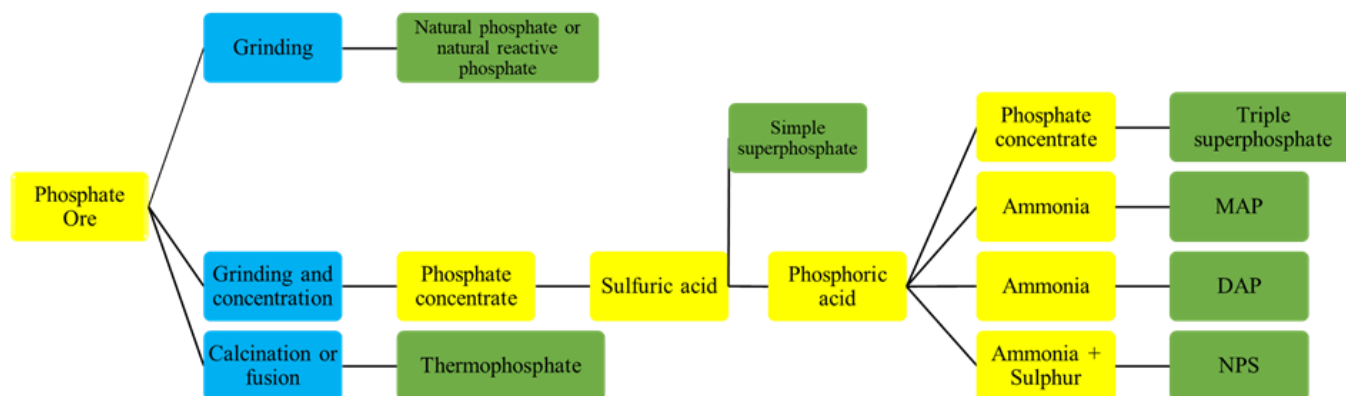 Grinding
Natural phosphate or
natural reactive
phosphate
Phosphate
Ore
Simple
superphosphate
Phosphate
concentrate
Triple
superphosphate
Ammonia
MAP
Grinding and
concentration
Phosphate
concentrate
Sulfuric acid
Phosphoric
acid
Ammonia
DAP
Calcination or
fusion
Thermophosphate
Ammonia +
Sulphur
NPS